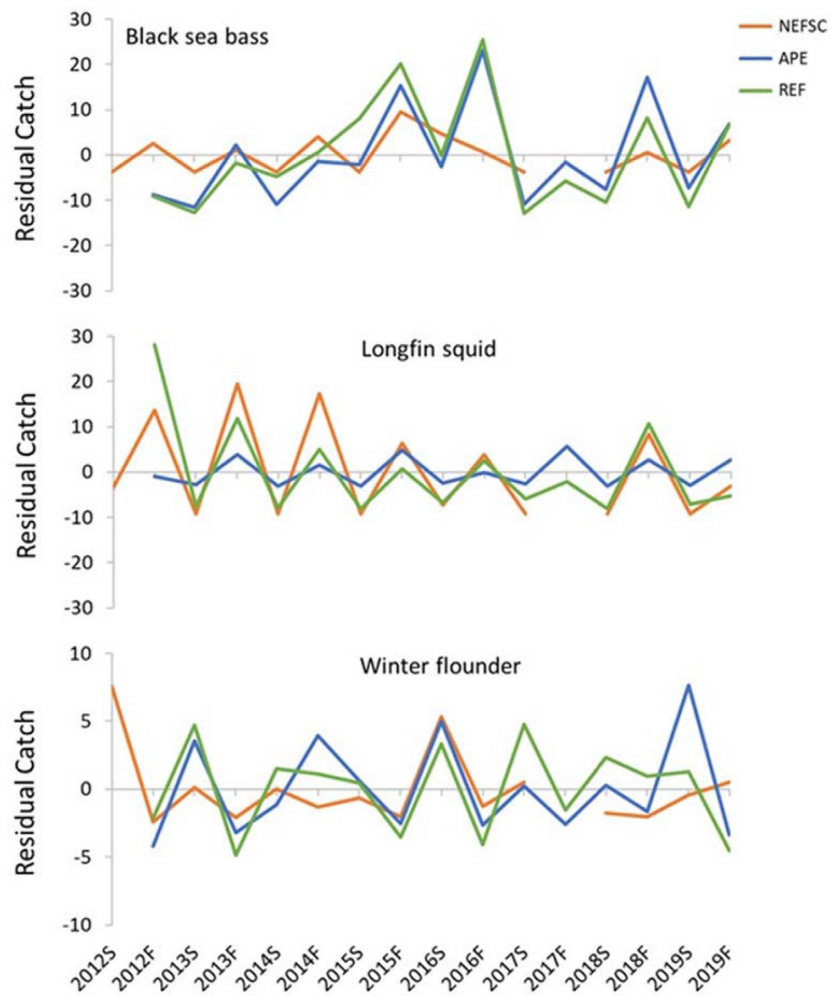 Black sea bass
NEFSC
APE
REF
Residual Catch
30
20
10
0
-10
-20
-30
Longfin squid
Residual Catch
30
20
10
0
-10
-20
-30
Winter flounder
Residual Catch
10
5
0
-5
-10
2012S
2012F
2013S
2013F
2014S
2014F
2015S
2015F
2016S
2016F
2017S
2017F
2018S
2018F
2019S
2019F